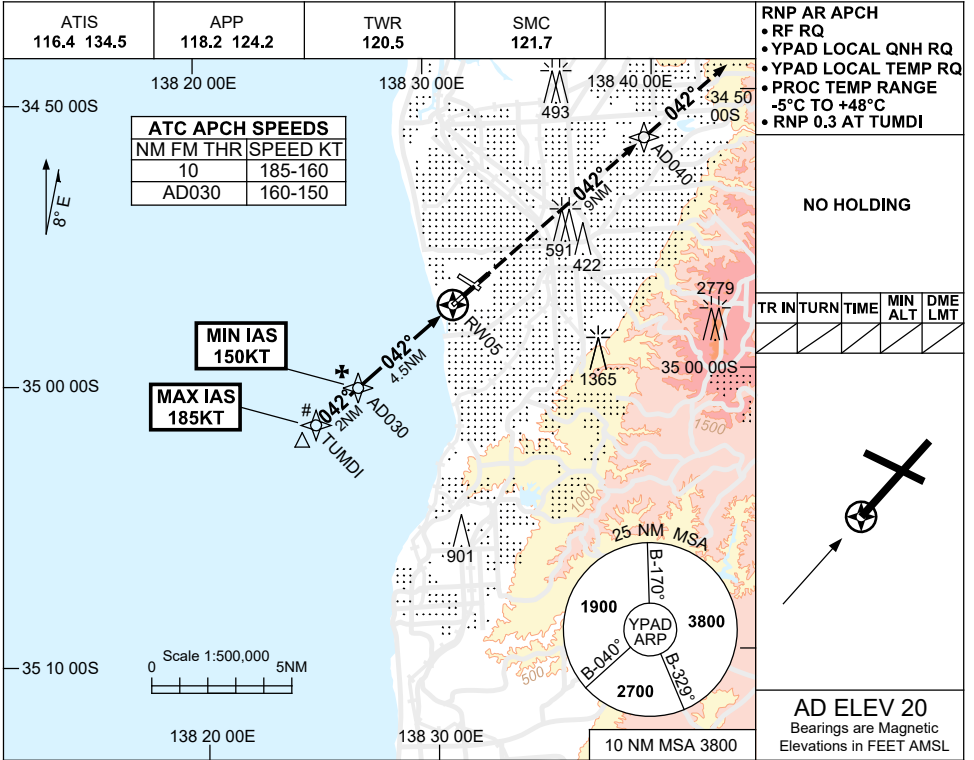 ATIS
116.4 134.5
APP
118.2 124.2
TWR
120.5
SMC
121.7
RNP AR APCH
• RF RQ
• YPAD LOCAL QNH RQ
• YPAD LOCAL TEMP RQ
• PROC TEMP RANGE
-5°C TO +48°C
• RNP 0.3 AT TUMDI
NO HOLDING
TR IN TURN TIME MIN ALT DME LMT
138 20 00E
138 30 00E
138 40 00E
34 50 00S
34 50
00S
ATC APCH SPEEDS
NM FM THR SPEED KT
10 185-160
AD030 160-150
8° E
493
042°
AD040
042°
9NM
591
422
2779
RW05
MIN IAS
150KT
042°
4.5NM
1365
35 00 00S
35 00 00S
MAX IAS
185KT
#
042°
2NM
AD030
TUMDI
1500
1000
901
500
25 NM MSA
B-170°
1900
3800
YPAD
ARP
B-040°
B-329°
2700
35 10 00S
Scale 1:500,000
0 5NM
138 20 00E
138 30 00E
10 NM MSA 3800
AD ELEV 20
Bearings are Magnetic
Elevations in FEET AMSL